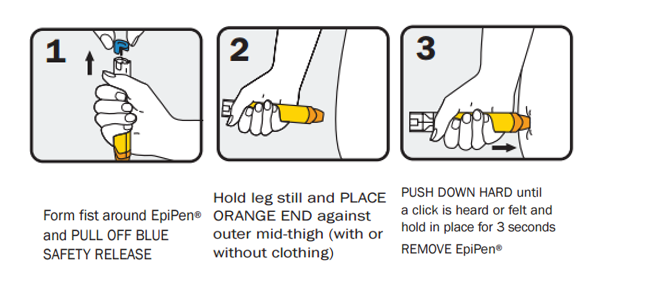 1
2
3
Form fist around EpiPen®
and PULL OFF BLUE
SAFETY RELEASE
Hold leg still and PLACE
ORANGE END against
outer mid-thigh (with or
without clothing)
PUSH DOWN HARD until
a click is heard or felt and
hold in place for 3 seconds
REMOVE EpiPen®